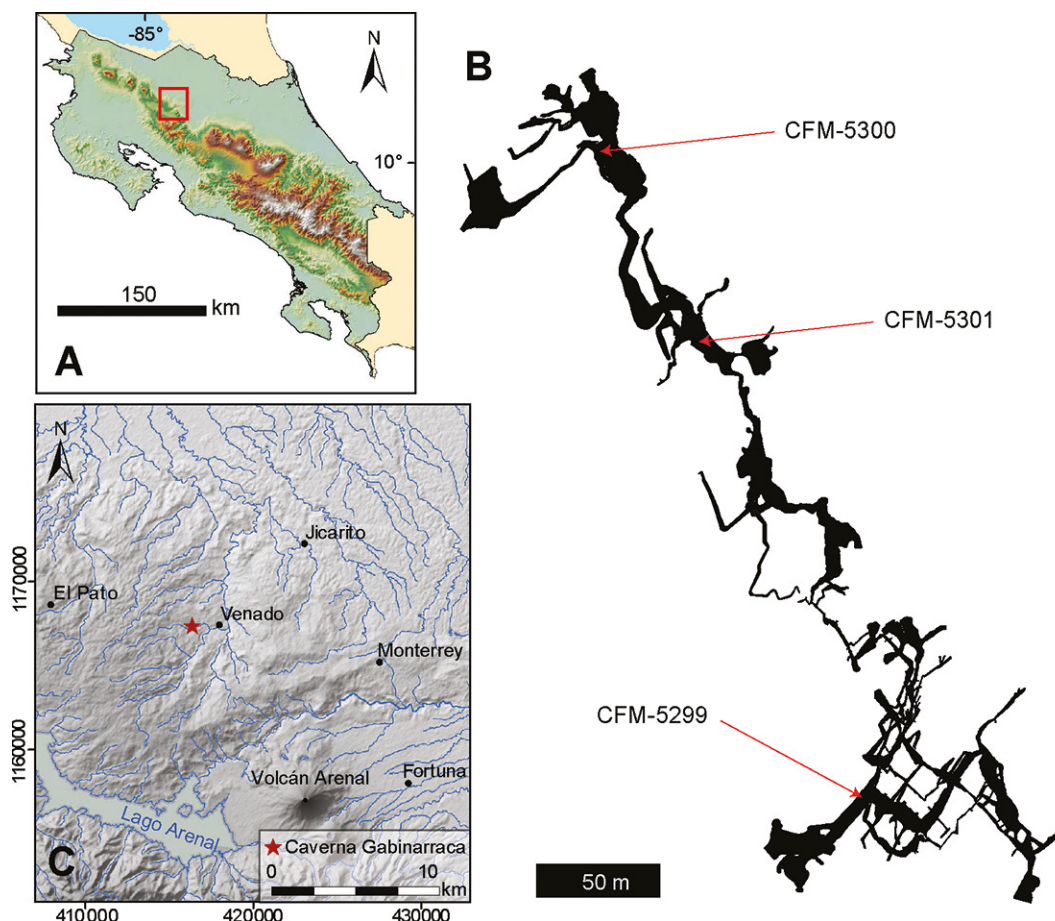 -85°
N
10°
150
km
A
B
CFM-5300
CFM-5301
CFM-5299
50 m
N
Jicarito
El Pato
Venado
Monterrey
Volcán Arenal
Fortuna
Lago Arenal
C
Caverna Gabinarraca
0 10
km
1170000
1160000
410000 420000 430000